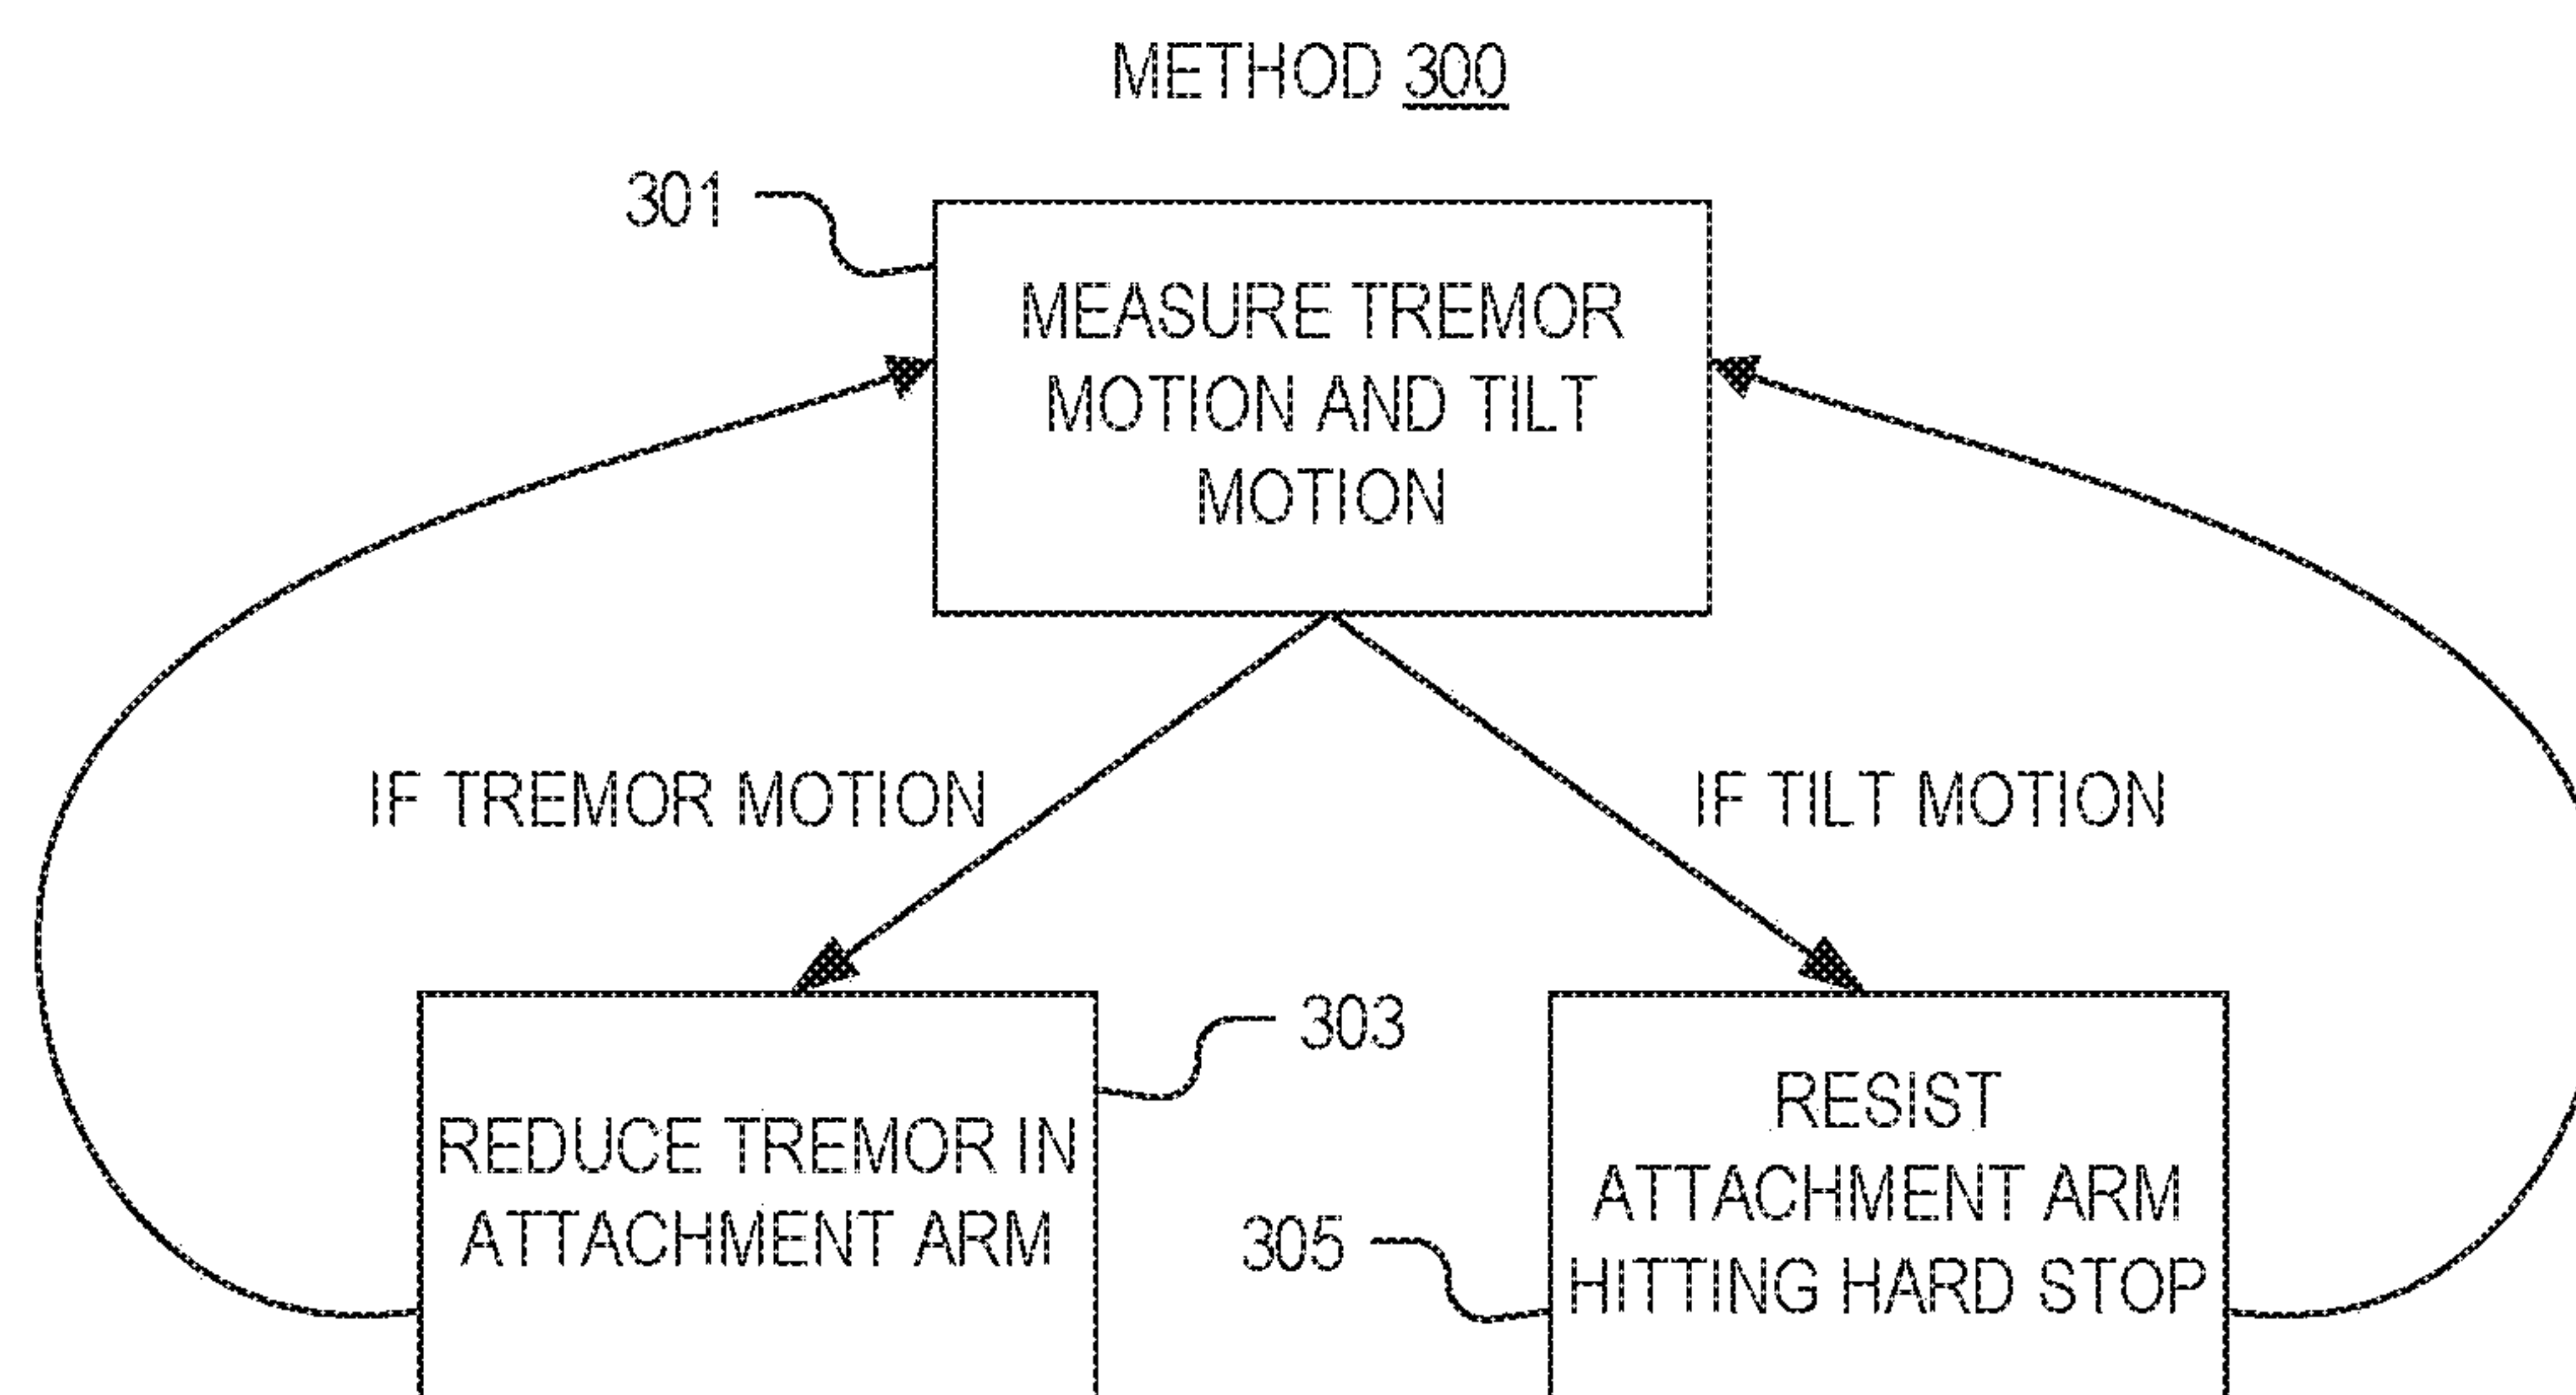 METHOD 300
301
MEASURE TREMOR
MOTION AND TILT
MOTION
IF TREMOR MOTION
IF TILT MOTION
303
REDUCE TREMOR IN
ATTACHMENT ARM
305
RESIST
ATTACHMENT ARM
HITTING HARD STOP